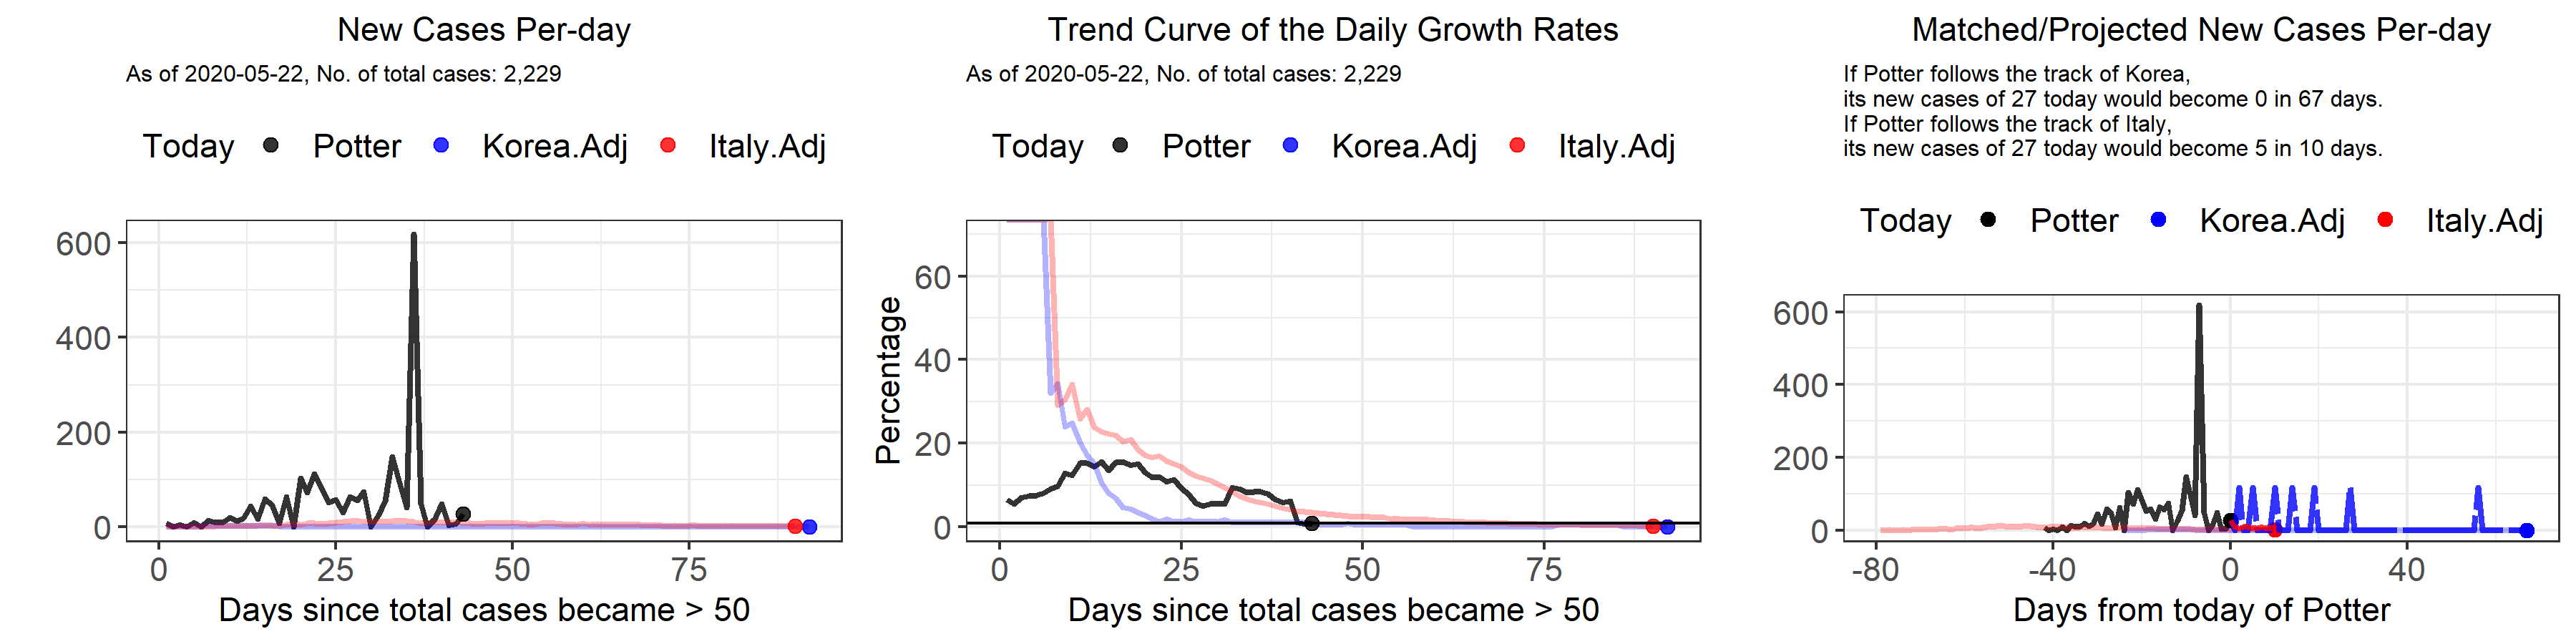 New Cases Per-day
As of 2020-05-22, No. of total cases: 2,229
Today Potter Korea.Adj Italy.Adj
600
400
200
0
0 25 50 75
Days since total cases became > 50
Trend Curve of the Daily Growth Rates
As of 2020-05-22, No. of total cases: 2,229
Today Potter Korea.Adj Italy.Adj
Percentage
60
40
20
0
0 25 50 75
Days since total cases became > 50
Matched/Projected New Cases Per-day
If Potter follows the track of Korea,
its new cases of 27 today would become 0 in 67 days.
If Potter follows the track of Italy,
its new cases of 27 today would become 5 in 10 days.
Today Potter Korea.Adj Italy.Adj
600
400
200
0
-80 -40 0 40
Days from today of Potter